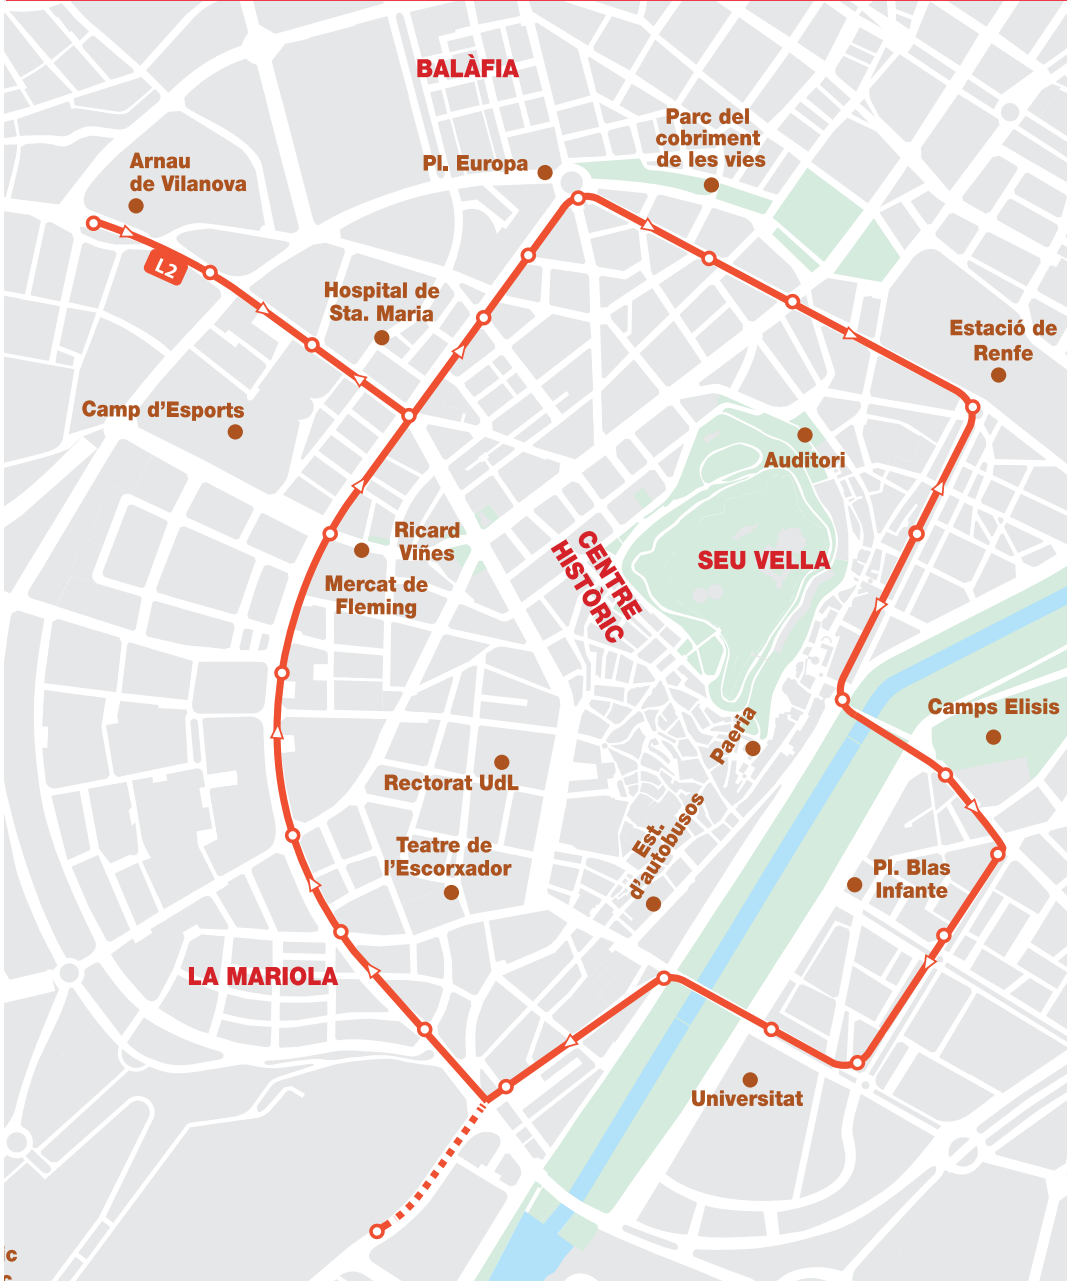 BALÀFIA
Parc del
cobriment
de les vies
Pl. Europa
Arnau
de Vilanova
L2
Hospital de
Sta. Maria
Estació de
Renfe
Camp d'Esports
Auditori
Ricard
Viñes
CENTRE
HISTÒRIC
SEU VELLA
Mercat de
Fleming
Camps Elisis
Paeria
Rectorat UdL
Est.
d'autobusos
Teatre de
l'Escorxador
Pl. Blas
Infante
LA MARIOLA
Universitat
ic